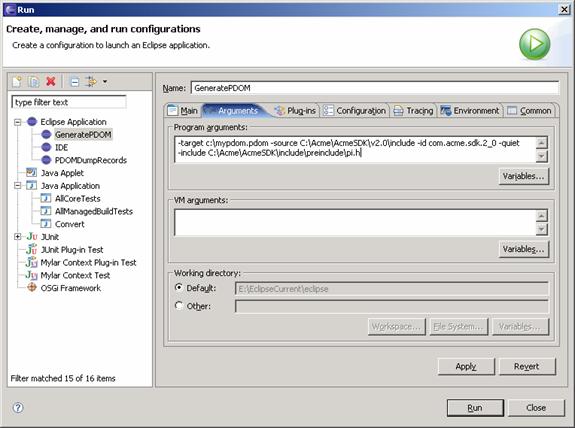 Run
Create, manage, and run configurations
Create a configuration to launch an Eclipse application.
type filter text
Eclipse Application
GeneratePDOM
IDE
PDOMDumpRecords
Java Applet
Java Application
AllCoreTests
AllManagedBuildTests
Convert
JUnit
JUnit Plug-in Test
Mylar Context Plug-in Test
Mylar Context Test
OSGi Framework
Filter matched 15 of 16 items
Name: GeneratePDOM
Main Arguments Plug-ins Configuration Tracing Environment Common
Program arguments:
-target c:\mypdom.pdom -source C:\Acme\AcmeSDK\v2.0\include -id com.acme.sdk.2_0 -quiet
-include C:\Acme\AcmeSDK\include\preinclude\pi.h
Variables...
VM arguments:
Variables...
Working directory:
Default: E:\EclipseCurrent\eclipse
Other:
Workspace... File System... Variables...
Apply Revert
Run Close